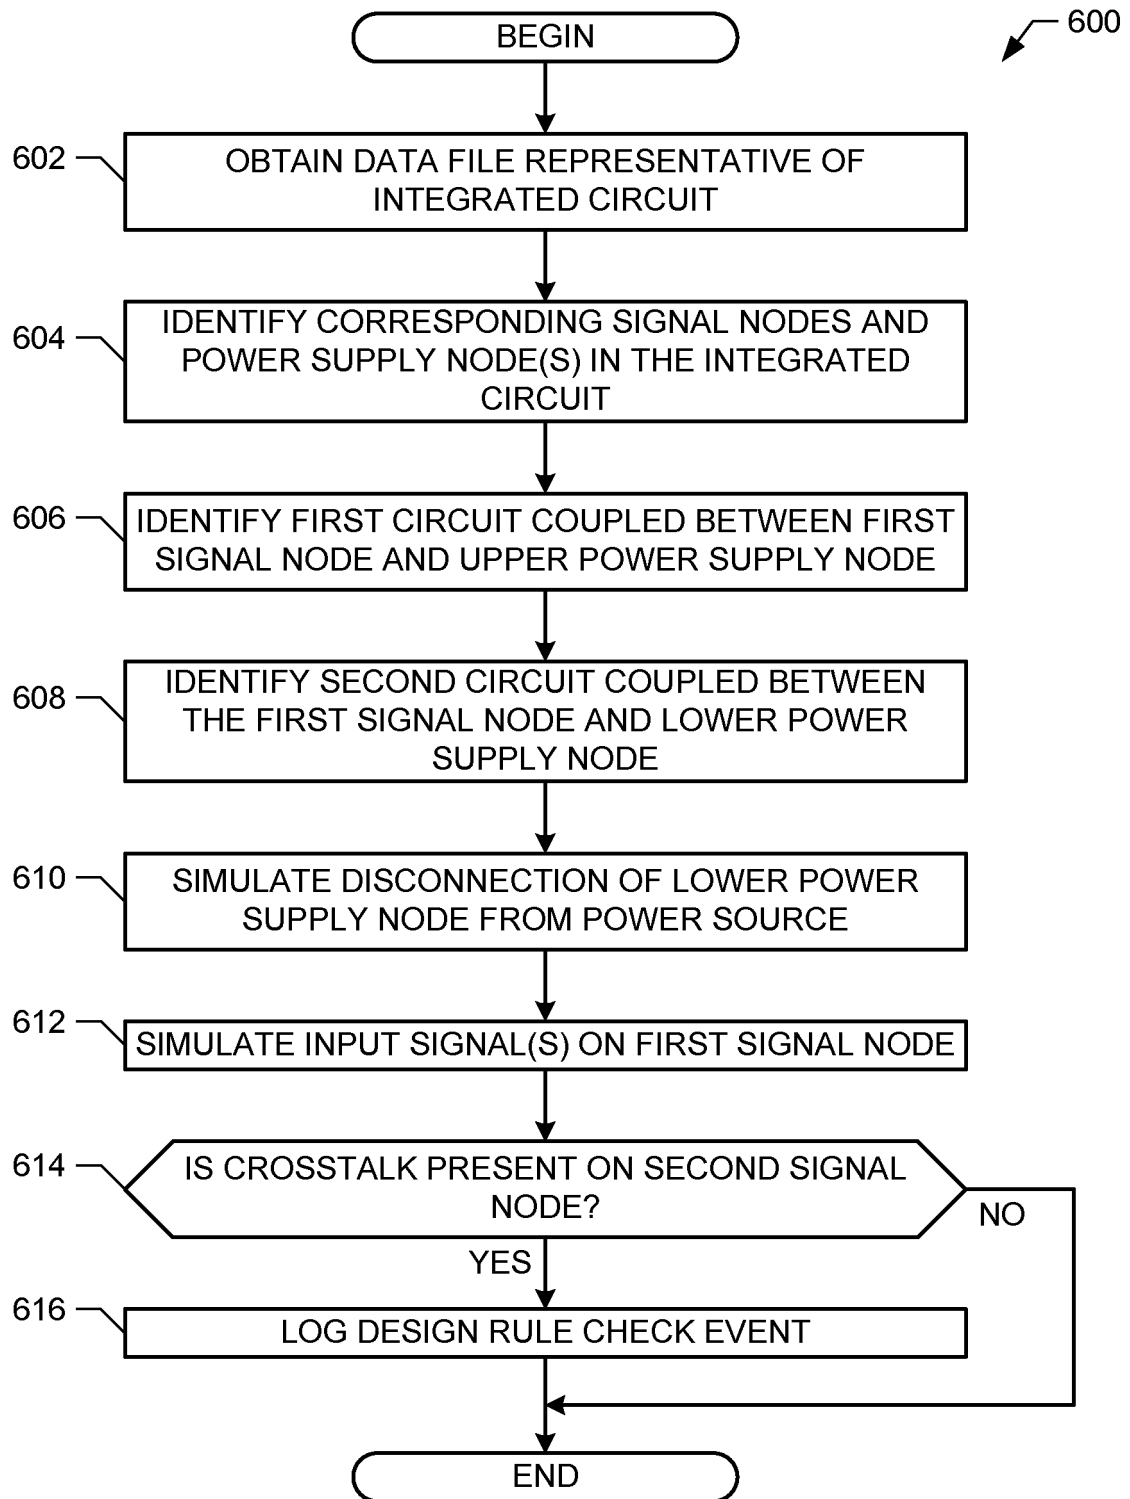 BEGIN
600
602
OBTAIN DATA FILE REPRESENTATIVE OF
INTEGRATED CIRCUIT
604
IDENTIFY CORRESPONDING SIGNAL NODES AND
POWER SUPPLY NODE(S) IN THE INTEGRATED
CIRCUIT
606
IDENTIFY FIRST CIRCUIT COUPLED BETWEEN FIRST
SIGNAL NODE AND UPPER POWER SUPPLY NODE
608
IDENTIFY SECOND CIRCUIT COUPLED BETWEEN
THE FIRST SIGNAL NODE AND LOWER POWER
SUPPLY NODE
610
SIMULATE DISCONNECTION OF LOWER POWER
SUPPLY NODE FROM POWER SOURCE
612
SIMULATE INPUT SIGNAL(S) ON FIRST SIGNAL NODE
614
IS CROSSTALK PRESENT ON SECOND SIGNAL
NODE?
NO
YES
616
LOG DESIGN RULE CHECK EVENT
END